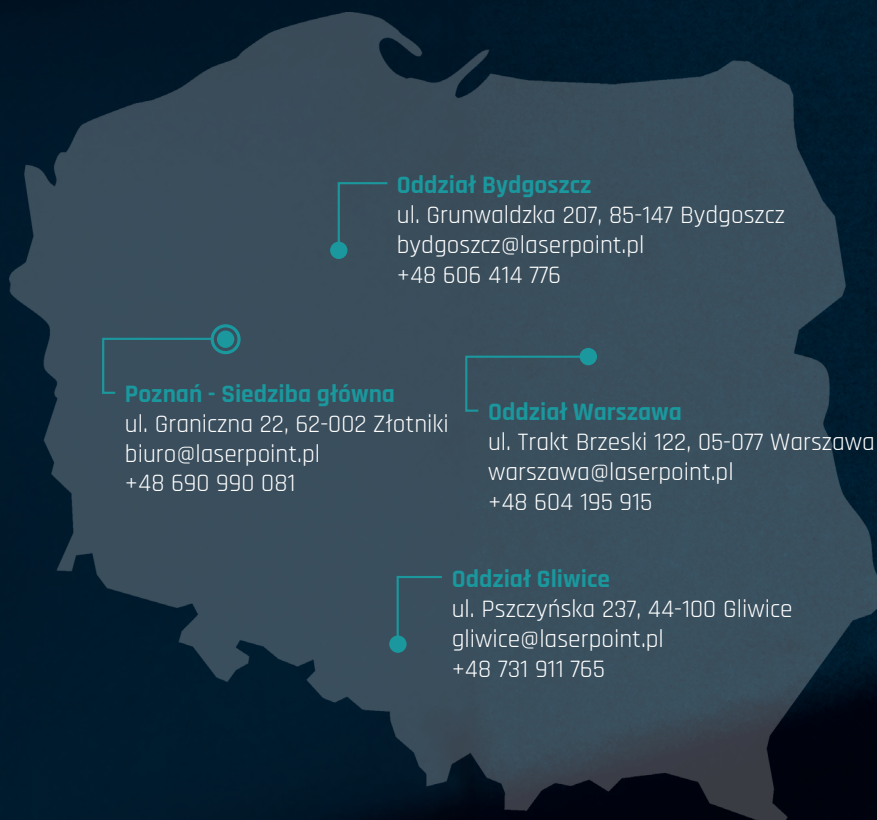 Oddział Bydgoszcz
ul. Grunwaldzka 207, 85-147 Bydgoszcz
bydgoszcz@laserpoint.pl
+48 606 414 776
Poznań - Siedziba główna
ul. Graniczna 22, 62-002 Złotniki
biuro@laserpoint.pl
+48 690 990 081
Oddział Warszawa
ul. Trakt Brzeski 122, 05-077 Warszawa
warszawa@laserpoint.pl
+48 604 195 915
Oddział Gliwice
ul. Pszczyńska 237, 44-100 Gliwice
gliwice@laserpoint.pl
+48 731 911 765